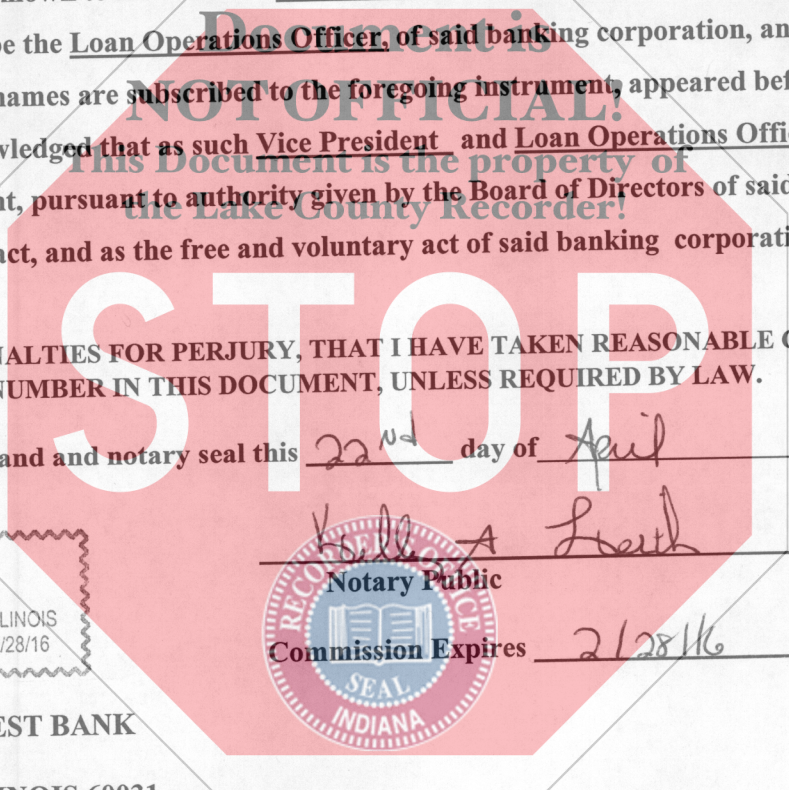 be the Loan Operations Officer, of said banking corporation, an
Document is
names are subscribed to the foregoing instrument, appeared bef
NOT OFFICIAL!
wledged that as such Vice President and Loan Operations Offi
This Document is the property of
nt, pursuant to authority given by the Board of Directors of said
the Lake County Recorder!
act, and as the free and voluntary act of said banking corporati
STOP
NALTIES FOR PERJURY, THAT I HAVE TAKEN REASONABLE C
NUMBER IN THIS DOCUMENT, UNLESS REQUIRED BY LAW.
and and notary seal this 22nd day of April
Notary Public
RECORDER'S OFFICE
LINOIS
/28/16
Commission Expires 2/28/16
SEAL
INDIANA
EST BANK